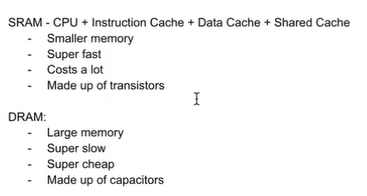 SRAM - CPU + Instruction Cache + Data Cache + Shared Cache
- Smaller memory
- Super fast
- Costs a lot
- Made up of transistors
DRAM:
- Large memory
- Super slow
- Super cheap
- Made up of capacitors